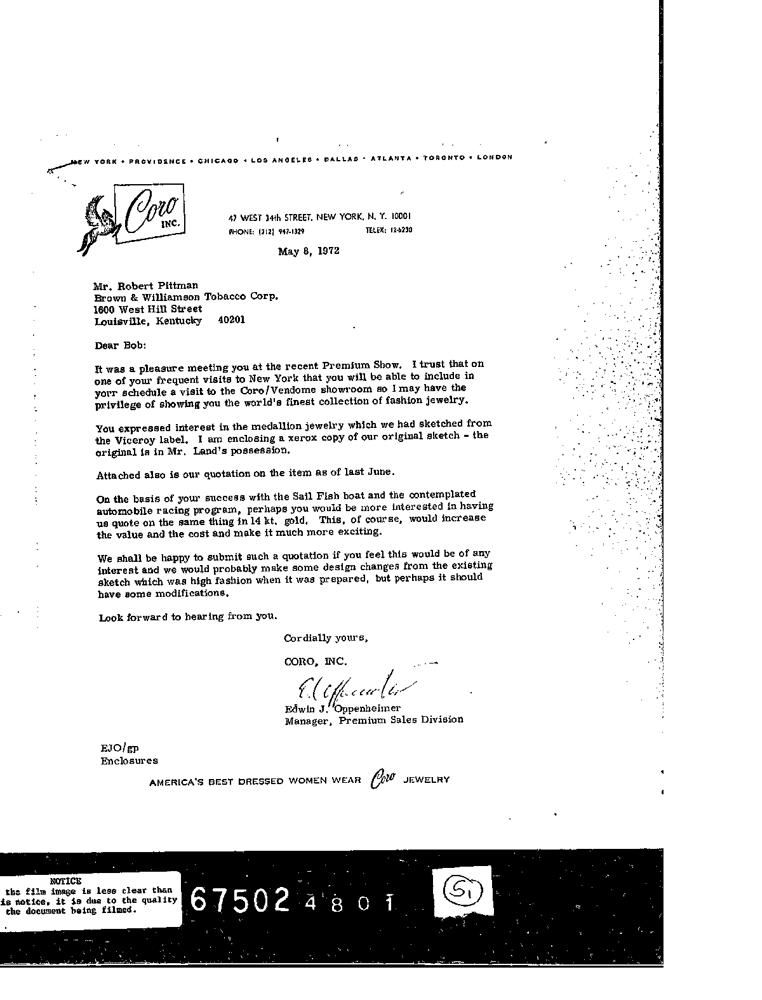 NEW YORK • PROVIDENCE • CHICAGO • LOS ANGELES • DALLAS • ATLANTA • TORONTO • LONDON
Coro
INC.
47 WEST 34th STREET, NEW YORK, N. Y. 10001
PHONE: (212) 947-1329 TELEX: 12-6230
May 8, 1972
Mr. Robert Pittman
Brown & Williamson Tobacco Corp.
1600 West Hill Street
Louisville, Kentucky 40201
Dear Bob:
It was a pleasure meeting you at the recent Premium Show. I trust that on
one of your frequent visits to New York that you will be able to include in
yorr schedule a visit to the Coro/Vendome showroom so I may have the
privilege of showing you the world's finest collection of fashion jewelry.
You expressed interest in the medallion jewelry which we had sketched from
the Viceroy label. I am enclosing a xerox copy of our original sketch - the
original is in Mr. Land's possession.
Attached also is our quotation on the item as of last June.
On the basis of your success with the Sail Fish boat and the contemplated
automobile racing program, perhaps you would be more interested in having
us quote on the same thing in 14 kt. gold. This, of course, would increase
the value and the cost and make it much more exciting.
We shall be happy to submit such a quotation if you feel this would be of any
interest and we would probably make some design changes from the existing
sketch which was high fashion when it was prepared, but perhaps it should
have some modifications.
Look forward to hearing from you.
Cordially yours,
CORO, INC.
Edwin J. Oppenheimer
Manager, Premium Sales Division
EJO/gp
Enclosures
AMERICA'S BEST DRESSED WOMEN WEAR Coro JEWELRY
NOTICE
the film image is less clear than
is notice, it is due to the quality
the document being filmed.
67502 4801
51